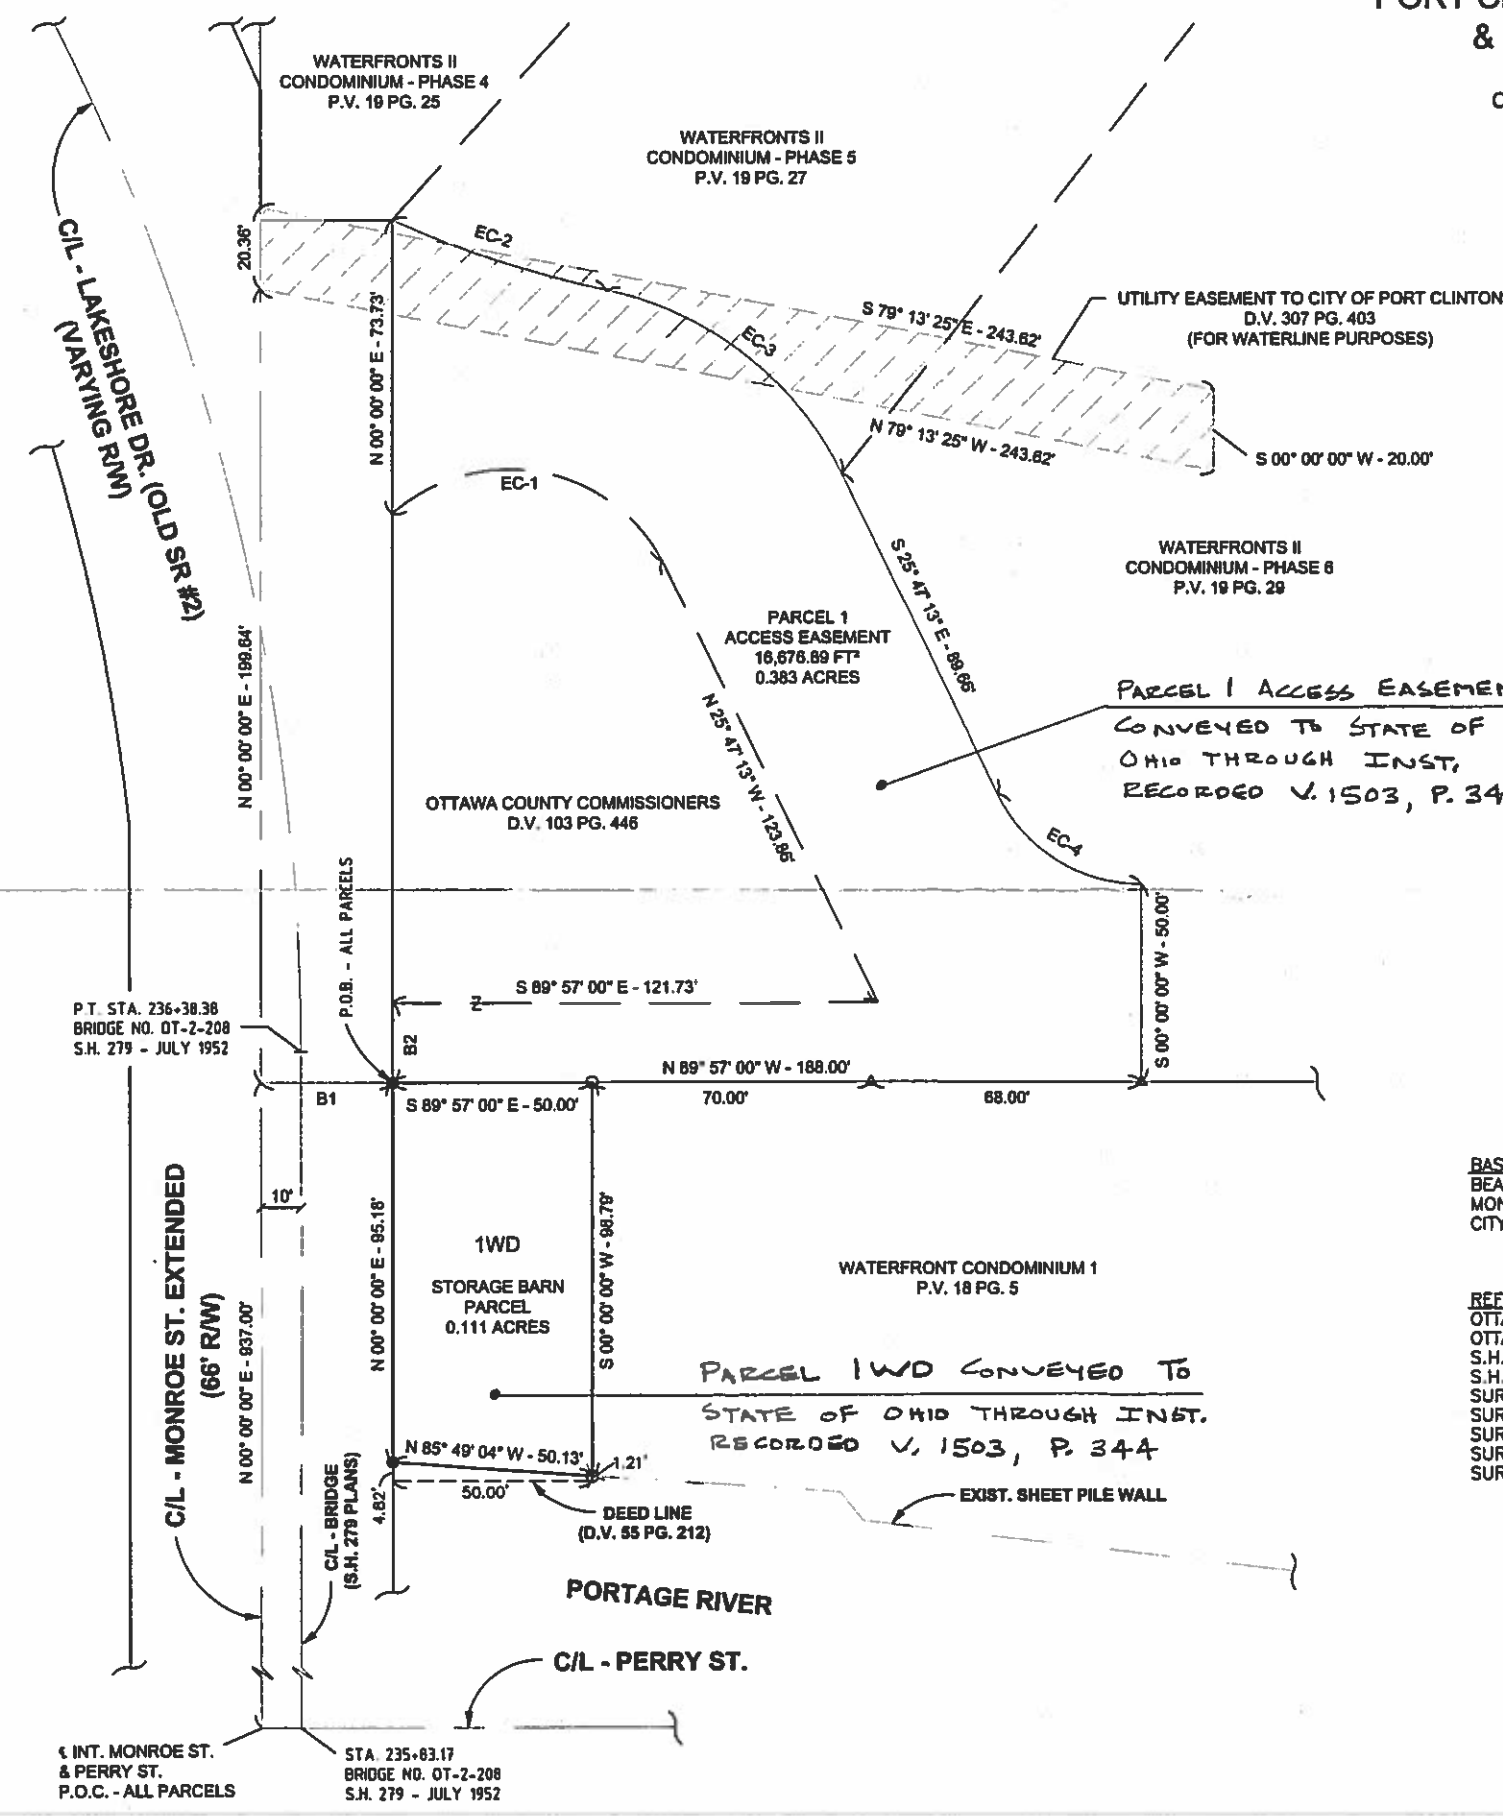 &
WATERFRONTS II
CONDOMINIUM - PHASE 4
P.V. 19 PG. 25
WATERFRONTS II
CONDOMINIUM - PHASE 5
P.V. 19 PG. 27
C/L - LAKESHORE DR. (OLD SR #2)
(VARYING R/W)
20.36'
EC-2
N 00° 00' 00" E - 73.73'
EC-3
S 79° 13' 25" E - 243.62'
UTILITY EASEMENT TO CITY OF PORT CLINTON
D.V. 307 PG. 403
(FOR WATERLINE PURPOSES)
N 79° 13' 25" W - 243.62'
S 00° 00' 00" W - 20.00'
EC-1
S 25° 47' 13" E - 89.65'
WATERFRONTS II
CONDOMINIUM - PHASE 6
P.V. 19 PG. 29
PARCEL 1
ACCESS EASEMENT
16,676.89 FT²
0.383 ACRES
N 00° 00' 00" E - 199.64'
N 25° 47' 13" W - 123.85'
PARCEL 1 ACCESS EASEMEN
CONVEYED TO STATE OF
OHIO THROUGH INST.
RECORDED V. 1503, P. 34
OTTAWA COUNTY COMMISSIONERS
D.V. 103 PG. 446
EC-4
P.O.B. - ALL PARCELS
S 89° 57' 00" E - 121.73'
S 00° 00' 00" W - 50.00'
P.T. STA. 236+38.38
BRIDGE NO. OT-2-208
S.H. 279 - JULY 1952
B2
N 89° 57' 00" W - 188.00'
B1
S 89° 57' 00" E - 50.00'
70.00'
68.00'
10'
C/L - MONROE ST. EXTENDED
(66' R/W)
N 00° 00' 00" E - 937.00'
N 00° 00' 00" E - 95.18'
1WD
STORAGE BARN
PARCEL
0.111 ACRES
S 00° 00' 00" W - 98.79'
WATERFRONT CONDOMINIUM 1
P.V. 18 PG. 5
BAS
BEA
MON
CITY
REF
OTTA
OTTA
S.H.
S.H.
SUR
SUR
SUR
SUR
SUR
PARCEL 1WD CONVEYED TO
STATE OF OHIO THROUGH INST.
RECORDED V. 1503, P. 344
N 85° 49' 04" W - 50.13'
1.21'
4.82'
50.00'
DEED LINE
(D.V. 55 PG. 212)
EXIST. SHEET PILE WALL
C/L - BRIDGE
(S.H. 279 PLANS)
PORTAGE RIVER
C/L - PERRY ST.
℄ INT. MONROE ST.
& PERRY ST.
P.O.C. - ALL PARCELS
STA. 235+83.17
BRIDGE NO. OT-2-208
S.H. 279 - JULY 1952